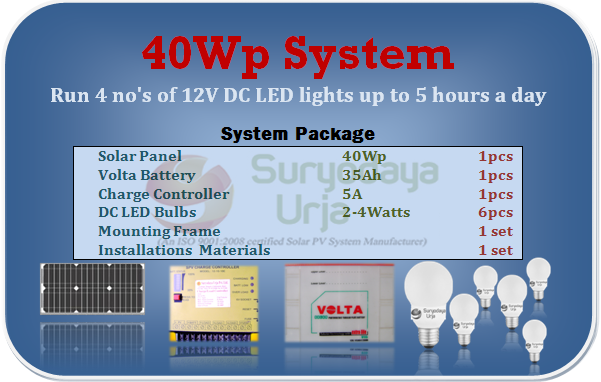 40Wp System
Run 4 no's of 12V DC LED lights up to 5 hours a day
System Package
Solar Panel 40Wp 1pcs
Volta Battery 35Ah 1pcs
Charge Controller 5A 1pcs
DC LED Bulbs 2-4Watts 6pcs
Mounting Frame 1 set
Installations Materials 1 set
Suryodaya
Urja
(An ISO 9001:2008 certified Solar PV System Manufacturer)
VOLTA
Suryodaya
Urja